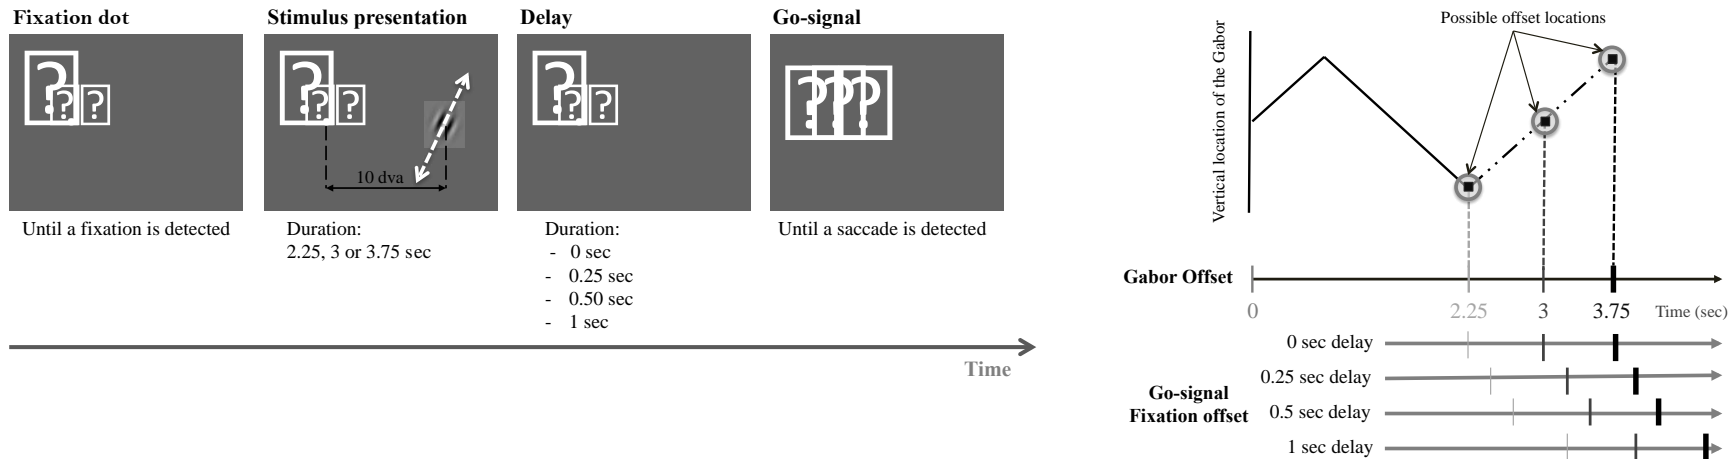 Fixation dot
Stimulus presentation
Delay
Go-signal
10 dva
Until a fixation is detected
Duration:
2.25, 3 or 3.75 sec
Duration:
- 0 sec
- 0.25 sec
- 0.50 sec
- 1 sec
Until a saccade is detected
Time
Possible offset locations
Vertical location of the Gabor
Gabor Offset
0
2.25
3
3.75
Time (sec)
0 sec delay
0.25 sec delay
Go-signal
Fixation offset
0.5 sec delay
1 sec delay